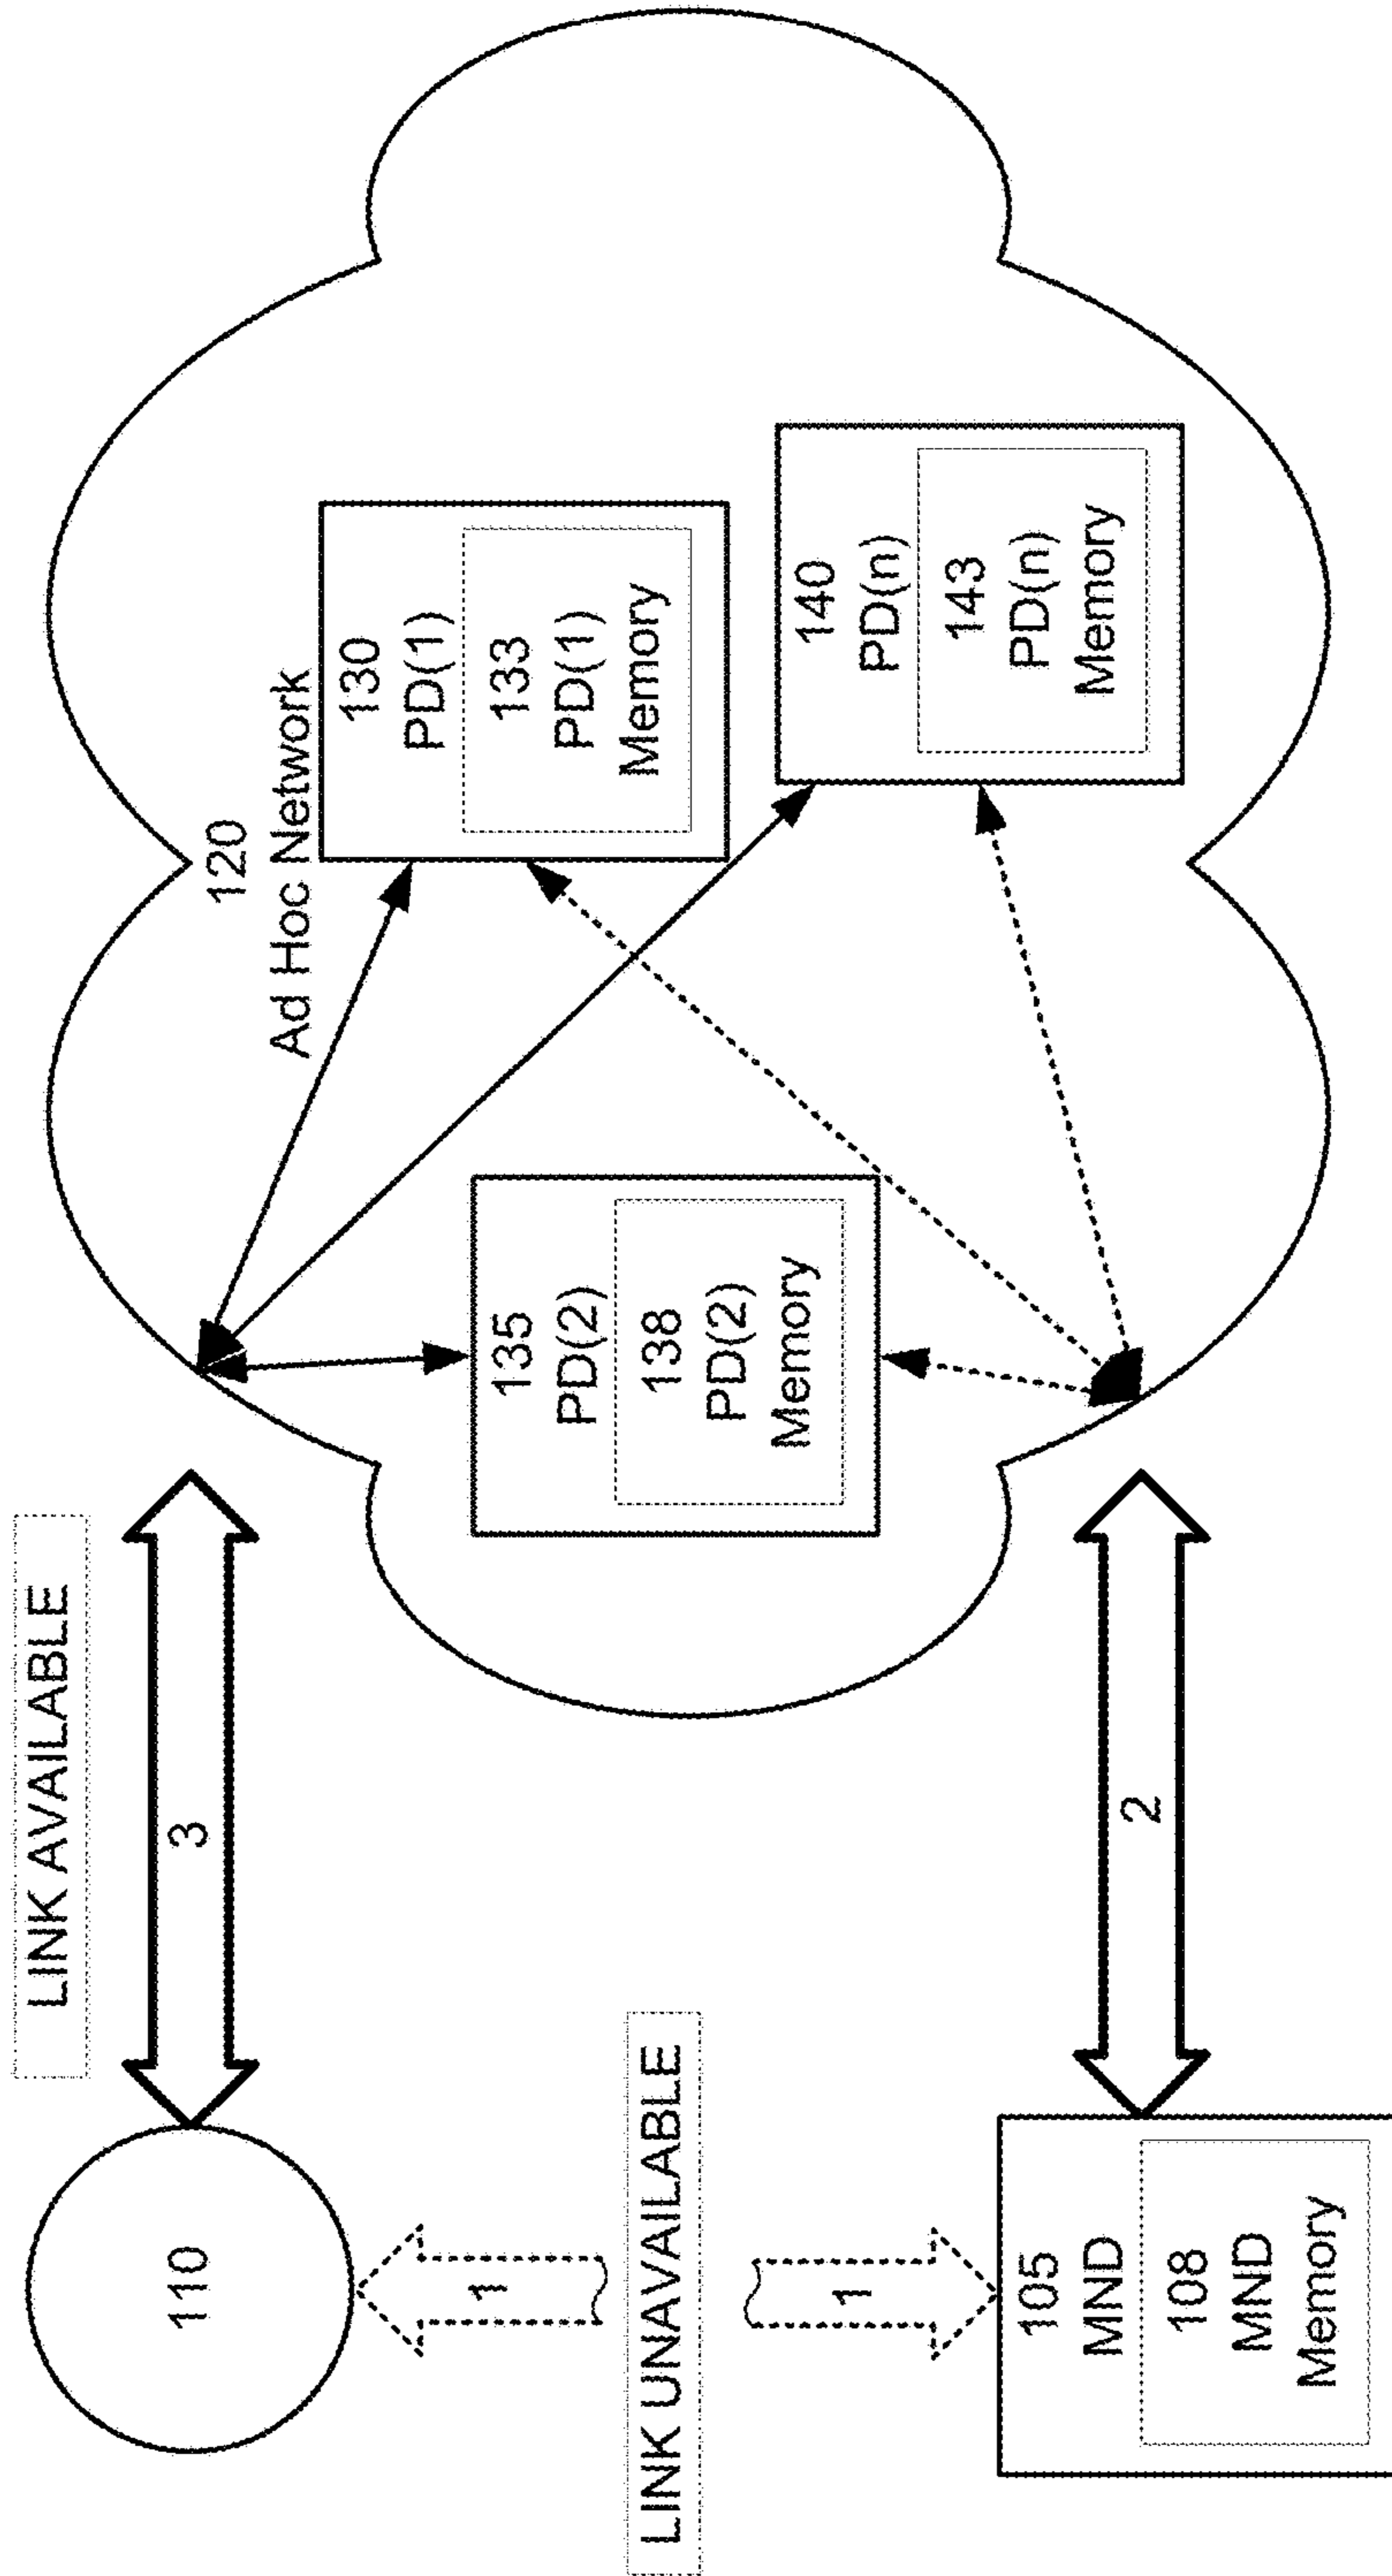 110
LINK AVAILABLE
3
1
LINK UNAVAILABLE
1
105
MND
108
MND
Memory
2
120
Ad Hoc Network
135
PD(2)
138
PD(2)
Memory
130
PD(1)
133
PD(1)
Memory
140
PD(n)
143
PD(n)
Memory